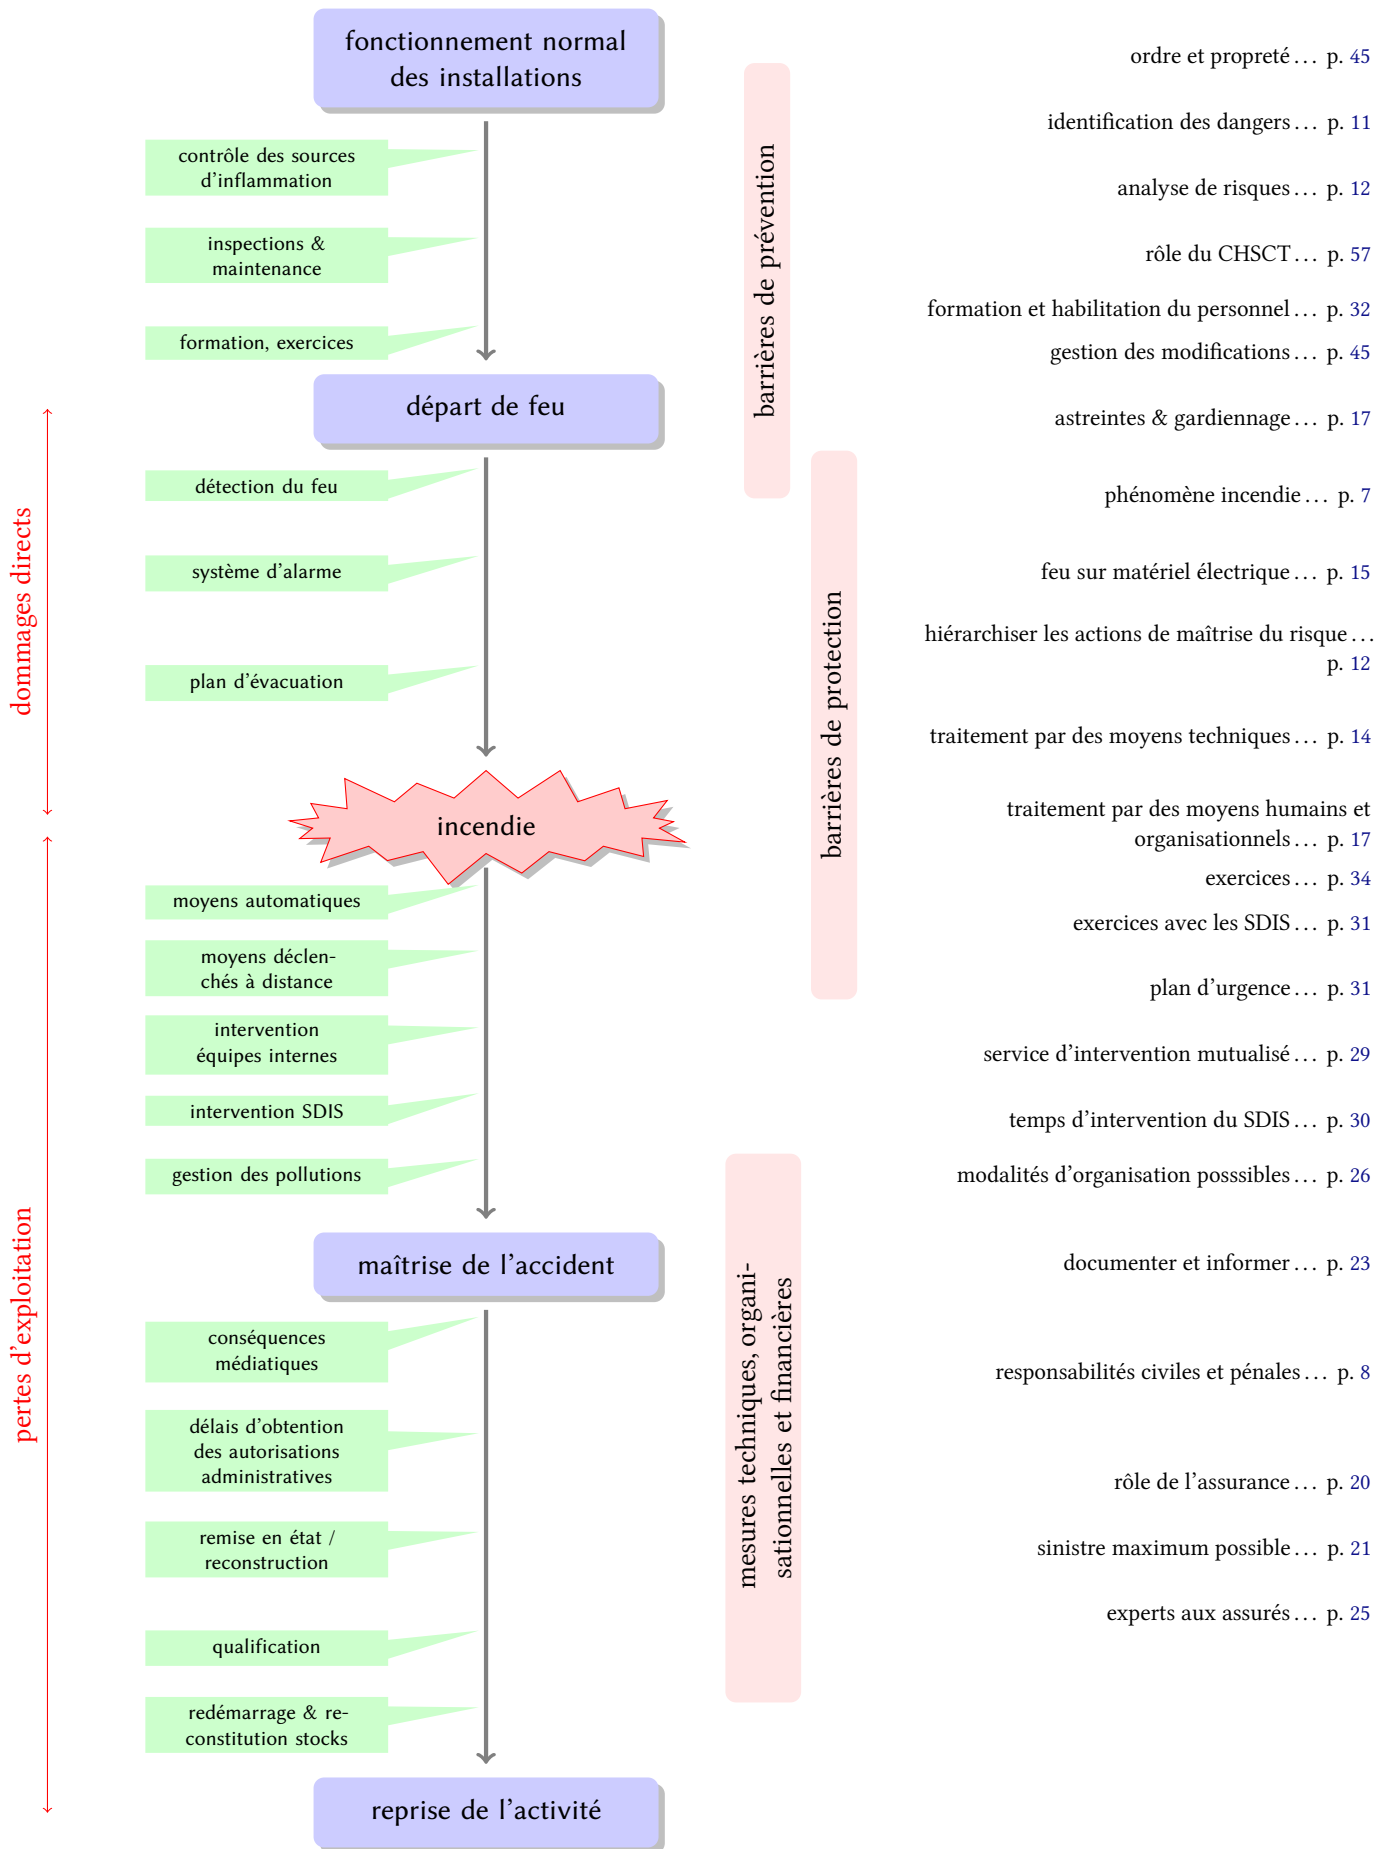 fonctionnement normal
des installations
contrôle des sources
d'inflammation
inspections &
maintenance
formation, exercices
départ de feu
détection du feu
système d'alarme
plan d'évacuation
incendie
moyens automatiques
moyens déclen-
chés à distance
intervention
équipes internes
intervention SDIS
gestion des pollutions
maîtrise de l'accident
conséquences
médiatiques
délais d'obtention
des autorisations
administratives
remise en état /
reconstruction
qualification
redémarrage & re-
constitution stocks
reprise de l'activité
dommages directs
pertes d'exploitation
barrières de prévention
barrières de protection
mesures techniques, organi-
sationnelles et financières
ordre et propreté... p. 45
identification des dangers... p. 11
analyse de risques... p. 12
rôle du CHSCT... p. 57
formation et habilitation du personnel... p. 32
gestion des modifications... p. 45
astreintes & gardiennage... p. 17
phénomène incendie... p. 7
feu sur matériel électrique... p. 15
hiérarchiser les actions de maîtrise du risque...
p. 12
traitement par des moyens techniques... p. 14
traitement par des moyens humains et
organisationnels... p. 17
exercices... p. 34
exercices avec les SDIS... p. 31
plan d'urgence... p. 31
service d'intervention mutualisé... p. 29
temps d'intervention du SDIS... p. 30
modalités d'organisation posssibles... p. 26
documenter et informer... p. 23
responsabilités civiles et pénales... p. 8
rôle de l'assurance... p. 20
sinistre maximum possible... p. 21
experts aux assurés... p. 25